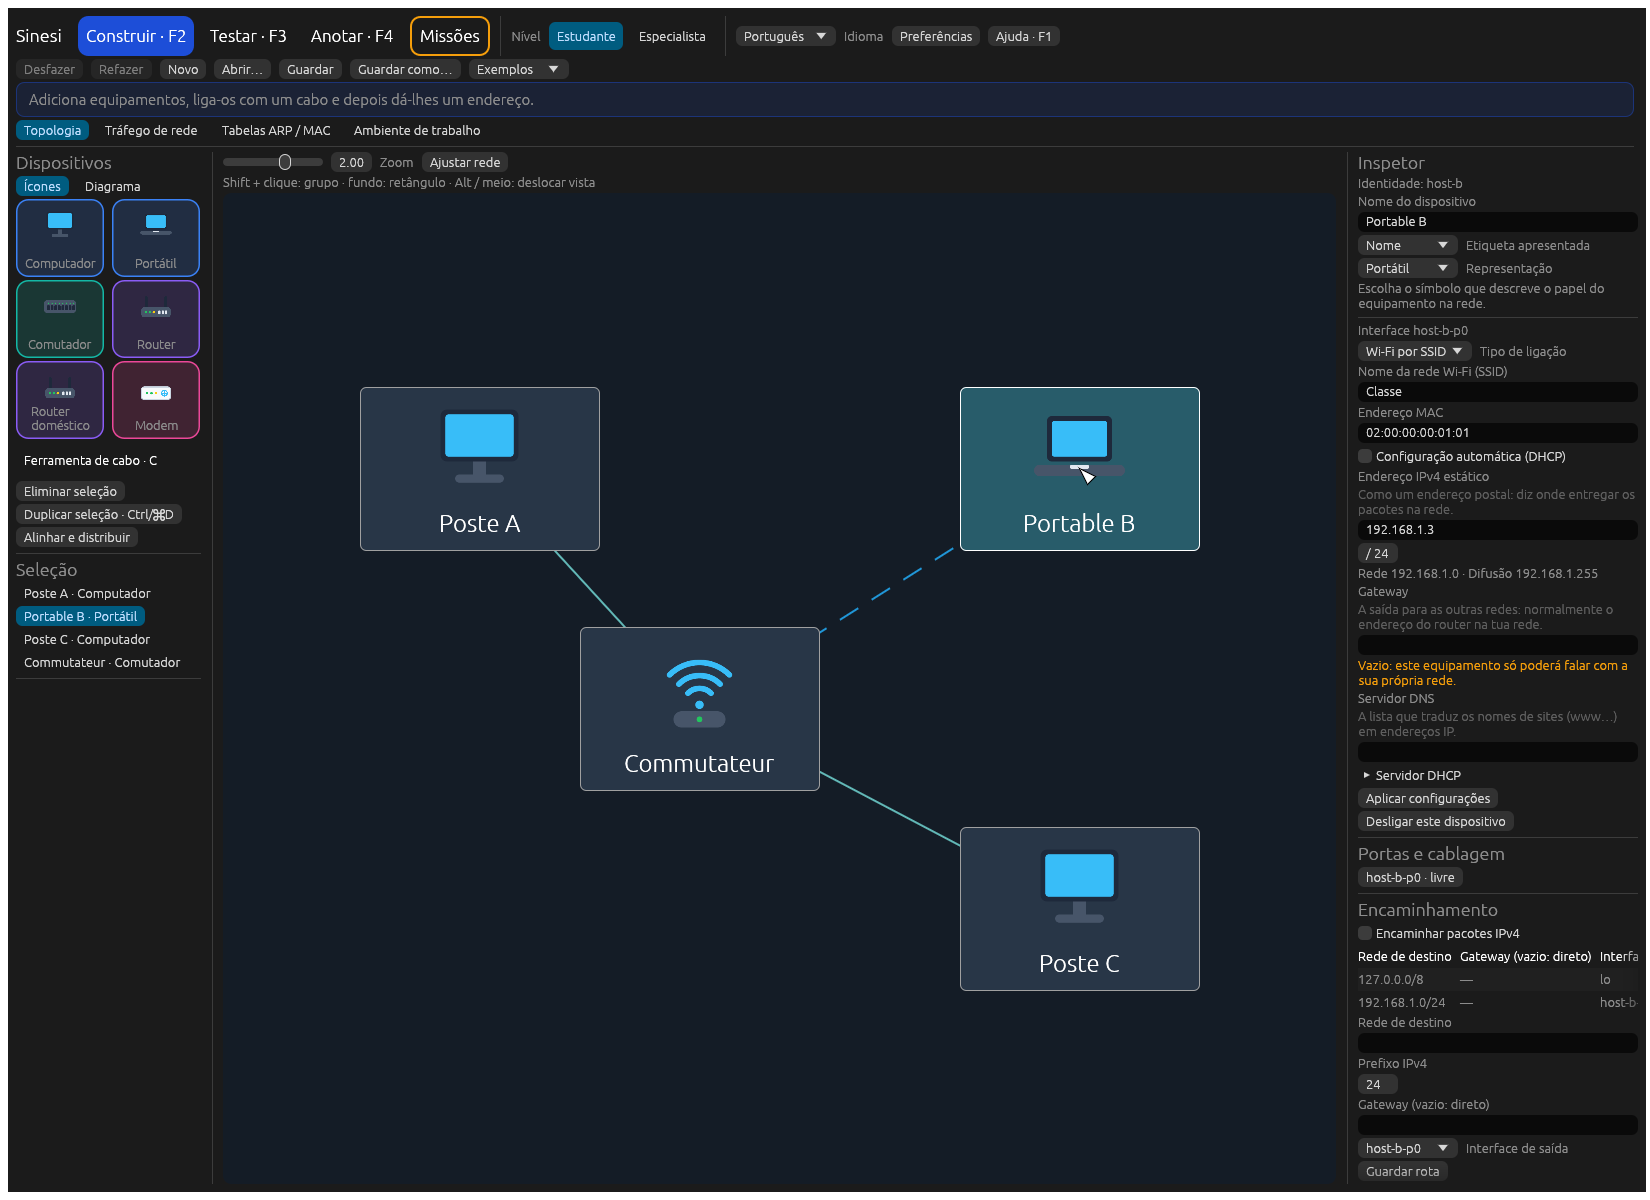 Sinesi Construir · F2 Testar · F3 Anotar · F4 Missões Nível Estudante Especialista Português Idioma Preferências Ajuda · F1
Desfazer Refazer Novo Abrir… Guardar Guardar como… Exemplos
Adiciona equipamentos, liga-os com um cabo e depois dá-lhes um endereço.
Topologia Tráfego de rede Tabelas ARP / MAC Ambiente de trabalho
Dispositivos
Ícones Diagrama
Computador Portátil
Comutador Router
Router
doméstico
Modem
Ferramenta de cabo · C
Eliminar seleção
Duplicar seleção · Ctrl/⌘D
Alinhar e distribuir
Seleção
Poste A · Computador
Portable B · Portátil
Poste C · Computador
Commutateur · Comutador
2.00 Zoom Ajustar rede
Shift + clique: grupo · fundo: retângulo · Alt / meio: deslocar vista
Poste A
Portable B
Commutateur
Poste C
Inspetor
Identidade: host-b
Nome do dispositivo
Portable B
Nome Etiqueta apresentada
Portátil Representação
Escolha o símbolo que descreve o papel do
equipamento na rede.
Interface host-b-p0
Wi-Fi por SSID Tipo de ligação
Nome da rede Wi-Fi (SSID)
Classe
Endereço MAC
02:00:00:00:01:01
Configuração automática (DHCP)
Endereço IPv4 estático
Como um endereço postal: diz onde entregar os
pacotes na rede.
192.168.1.3
/ 24
Rede 192.168.1.0 · Difusão 192.168.1.255
Gateway
A saída para as outras redes: normalmente o
endereço do router na tua rede.
Vazio: este equipamento só poderá falar com a
sua própria rede.
Servidor DNS
A lista que traduz os nomes de sites (www…)
em endereços IP.
Servidor DHCP
Aplicar configurações
Desligar este dispositivo
Portas e cablagem
host-b-p0 · livre
Encaminhamento
Encaminhar pacotes IPv4
Rede de destino Gateway (vazio: direto) Interfa
127.0.0.0/8 — lo
192.168.1.0/24 — host-b-
Rede de destino
Prefixo IPv4
24
Gateway (vazio: direto)
host-b-p0 Interface de saída
Guardar rota